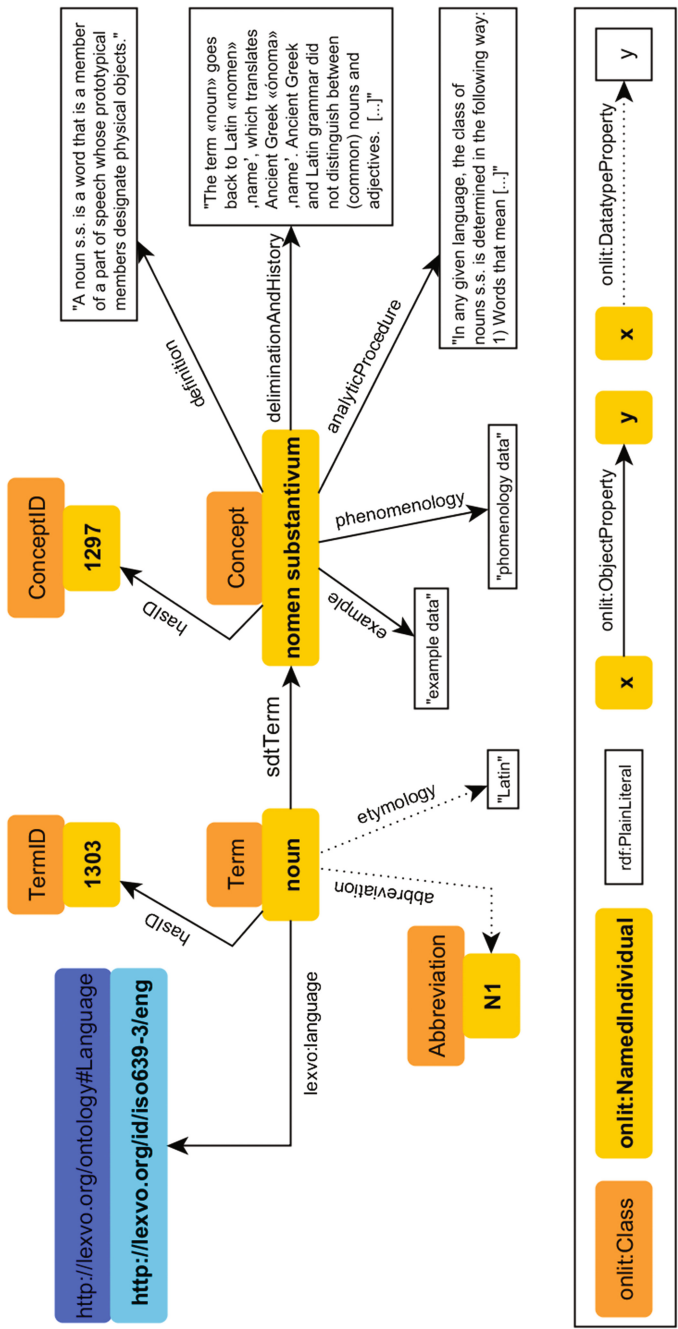 http://lexvo.org/ontology#Language
http://lexvo.org/id/iso639-3/eng
TermID
1303
ConceptID
1297
"A noun s.s. is a word that is a member
of a part of speech whose prototypical
members designate physical objects."
hasID
hasID
definition
Term
noun
sdtTerm
Concept
nomen substantivum
deliminationAndHistory
"The term «noun» goes
back to Latin «nomen»
‚name’, which translates
Ancient Greek «ónoma»
‚name’. Ancient Greek
and Latin grammar did
not distinguish between
(common) nouns and
adjectives. [...]"
lexvo:language
abbreviation
etymology
example
phenomenology
analyticProcedure
Abbreviation
N1
"Latin"
"example data"
"phomenology data"
"In any given language, the class of
nouns s.s. is determined in the following way:
1) Words that mean [...]"
onlit:Class
onlit:NamedIndividual
rdf:PlainLiteral
x
onlit:ObjectProperty
y
x
onlit:DatatypeProperty
y